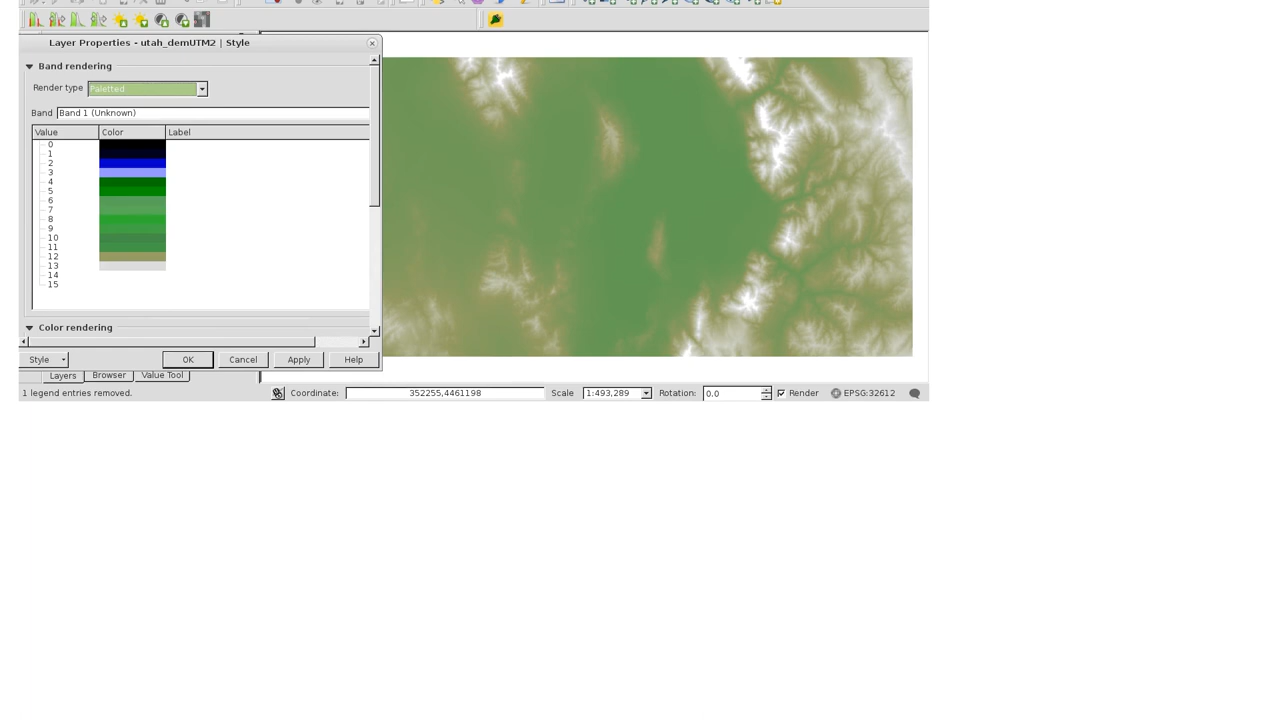 Layer Properties - utah_demUTM2 | Style
Band rendering
Render type Paletted
Band Band 1 (Unknown)
Value Color Label
0
1
2
3
4
5
6
7
8
9
10
11
12
13
14
15
Color rendering
Style OK Cancel Apply Help
Layers Browser Value Tool
1 legend entries removed. Coordinate: 352255,4461198 Scale 1:493,289 Rotation: 0.0 Render EPSG:32612